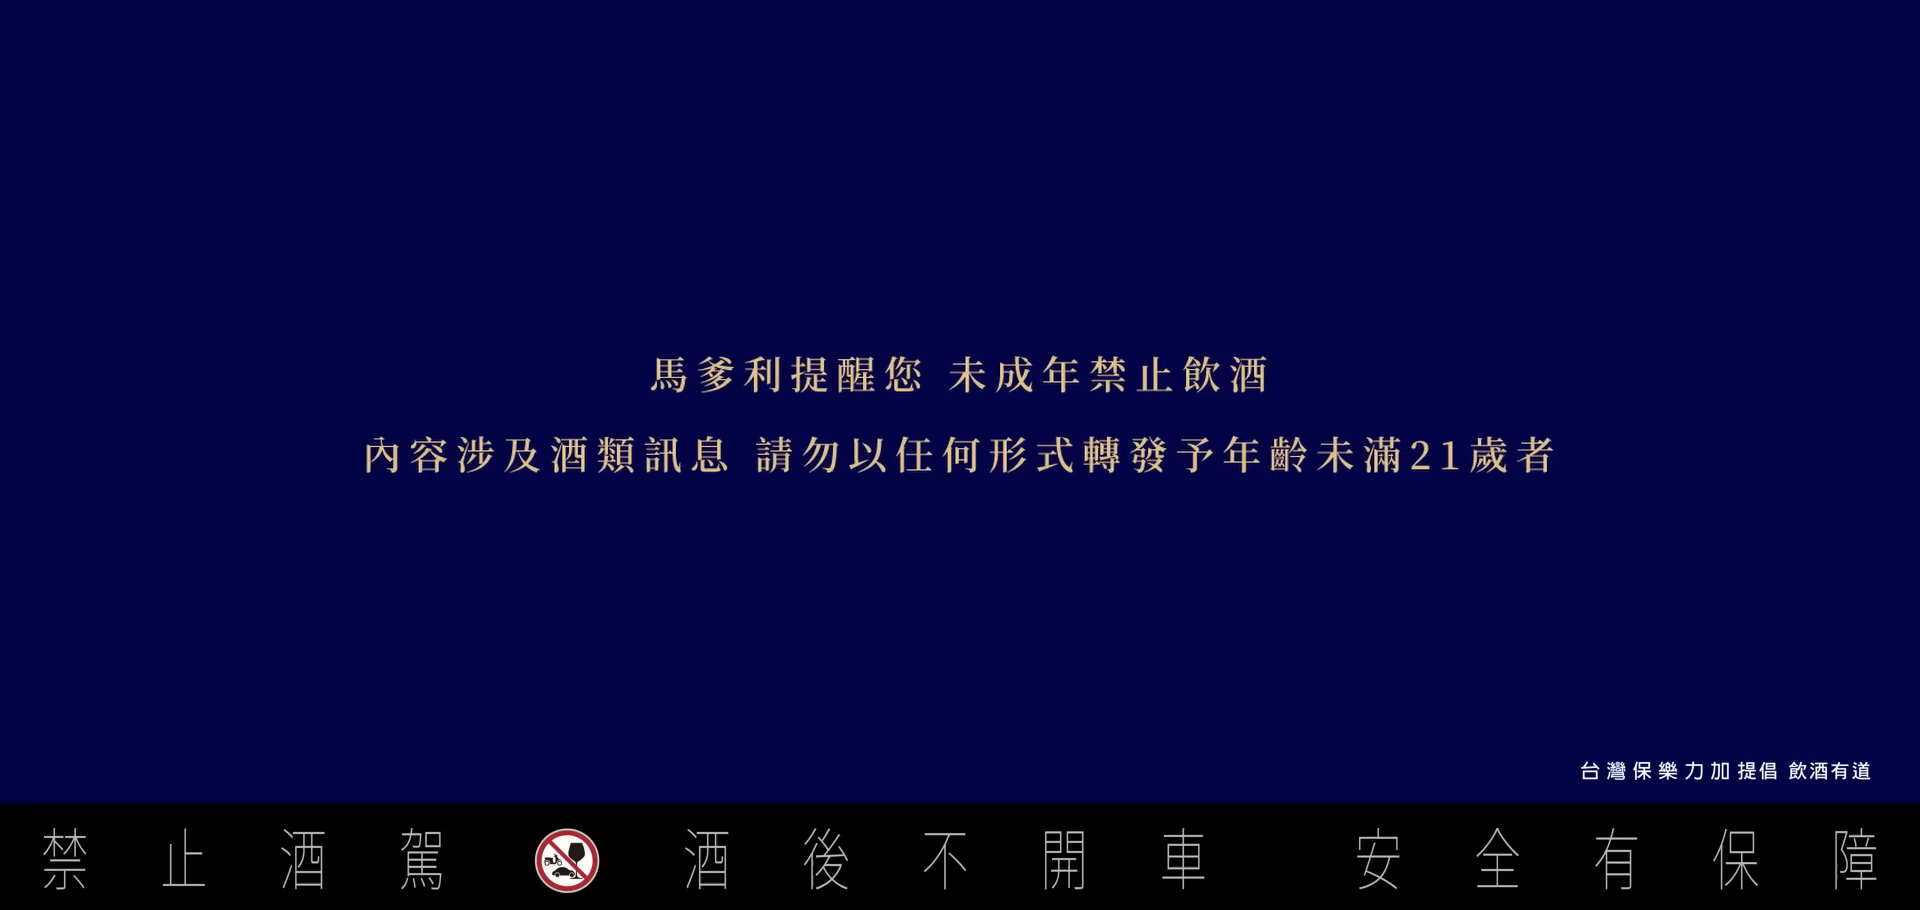 馬爹利提醒您 未成年禁止飲酒
內容涉及酒類訊息 請勿以任何形式轉發予年齡未滿21歲者
台灣保樂力加 提倡 飲酒有道
禁止酒駕 酒後不開車 安全有保障